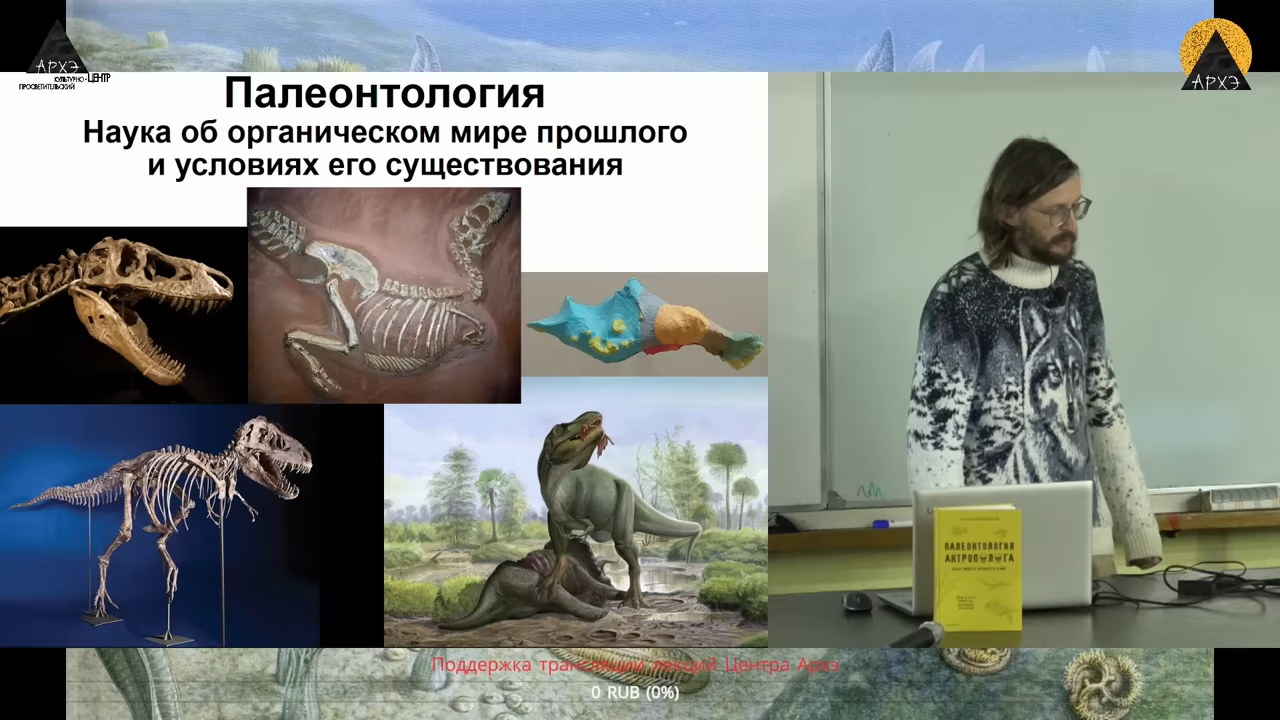 АРХЭ
КУЛЬТУРНО-ЦЕНТР
ПРОСВЕТИТЕЛЬСКИЙ
АРХЭ
Палеонтология
Наука об органическом мире прошлого
и условиях его существования
ПАЛЕОНТОЛОГИЯ
АНТРОПОЛОГА
Поддержка трансляции лекций Центра Архэ
0 RUB (0%)